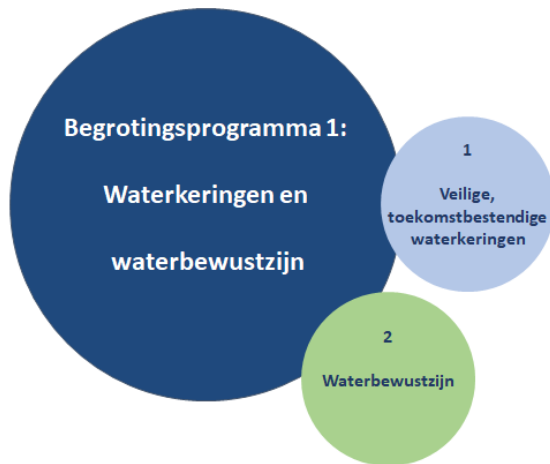 Begrotingsprogramma 1:
Waterkeringen en
waterbewustzijn
1
Veilige,
toekomstbestendige
waterkeringen
2
Waterbewustzijn